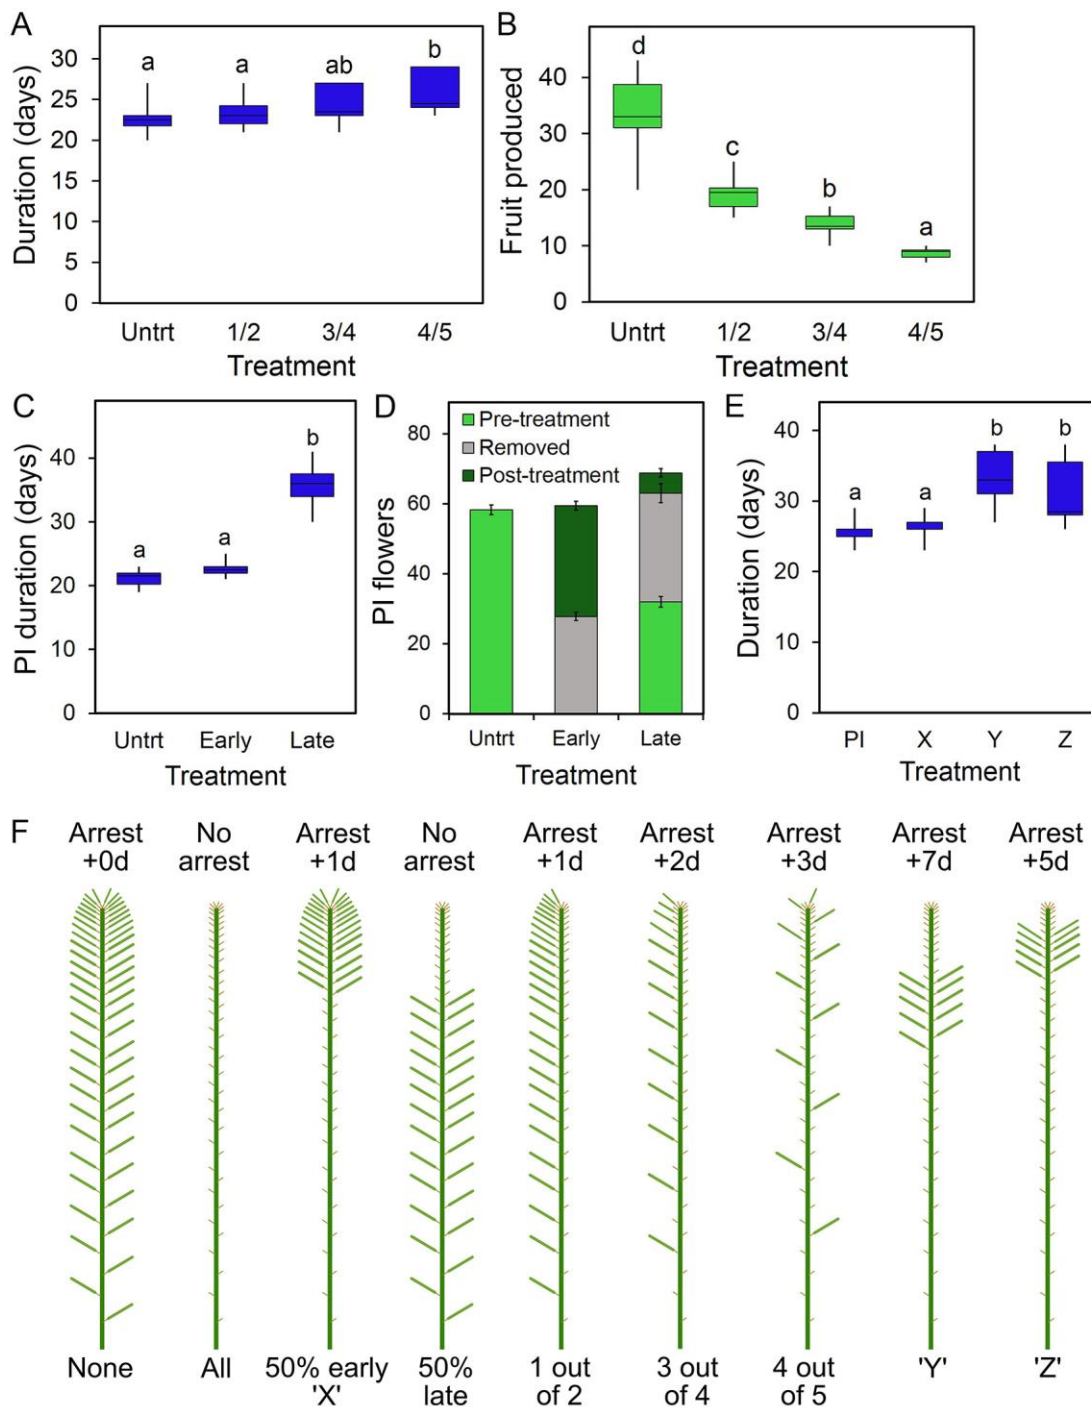 A
Duration (days)
30
25
20
15
10
5
0
a
a
ab
b
Untrt
1/2
3/4
4/5
Treatment
B
Fruit produced
40
30
20
10
0
d
c
b
a
Untrt
1/2
3/4
4/5
Treatment
C
PI duration (days)
40
30
20
10
0
a
a
b
Untrt
Early
Late
Treatment
D
PI flowers
80
60
40
20
0
Pre-treatment
Removed
Post-treatment
Untrt
Early
Late
Treatment
E
Duration (days)
40
30
20
10
0
a
a
b
b
PI
X
Y
Z
Treatment
F
Arrest
+0d
No
arrest
Arrest
+1d
No
arrest
Arrest
+1d
Arrest
+2d
Arrest
+3d
Arrest
+7d
Arrest
+5d
None
All
50% early
'X'
50%
late
1 out
of 2
3 out
of 4
4 out
of 5
'Y'
'Z'